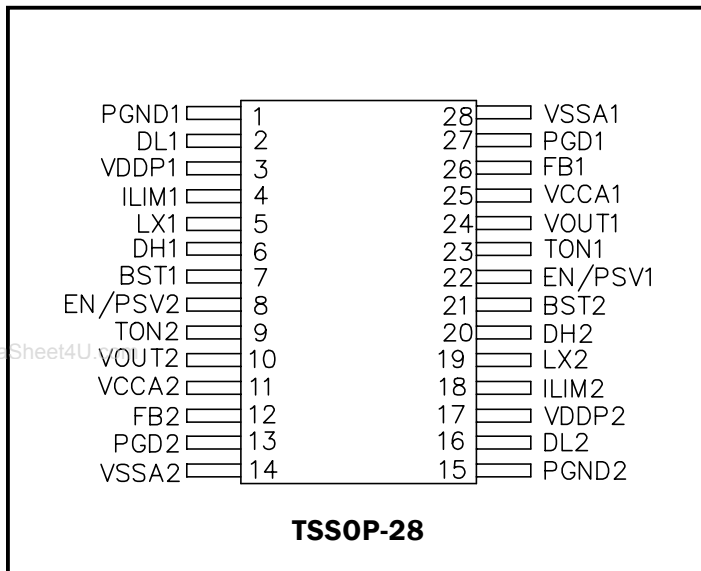 PGND1 1 28 VSSA1
DL1 2 27 PGD1
VDDP1 3 26 FB1
ILIM1 4 25 VCCA1
LX1 5 24 VOUT1
DH1 6 23 TON1
BST1 7 22 EN/PSV1
EN/PSV2 8 21 BST2
TON2 9 20 DH2
aSheet4U.com
VOUT2 10 19 LX2
VCCA2 11 18 ILIM2
FB2 12 17 VDDP2
PGD2 13 16 DL2
VSSA2 14 15 PGND2
TSSOP-28